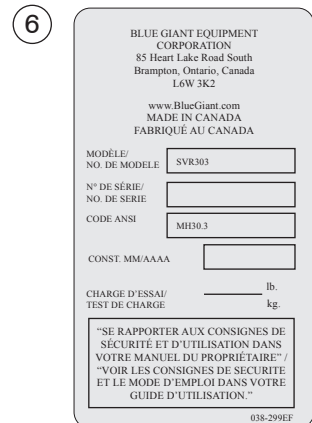 6
BLUE GIANT EQUIPMENT
CORPORATION
85 Heart Lake Road South
Brampton, Ontario, Canada
L6W 3K2
www.BlueGiant.com
MADE IN CANADA
FABRIQUÉ AU CANADA
MODÈLE/
NO. DE MODELE SVR303
N° DE SÉRIE/
NO. DE SERIE
CODE ANSI MH30.3
CONST. MM/AAAA
CHARGE D'ESSAI/ lb.
TEST DE CHARGE kg.
“SE RAPPORTER AUX CONSIGNES DE
SÉCURITÉ ET D'UTILISATION DANS
VOTRE MANUEL DU PROPRIÉTAIRE” /
“VOIR LES CONSIGNES DE SECURITE
ET LE MODE D'EMPLOI DANS VOTRE
GUIDE D'UTILISATION.”
038-299EF